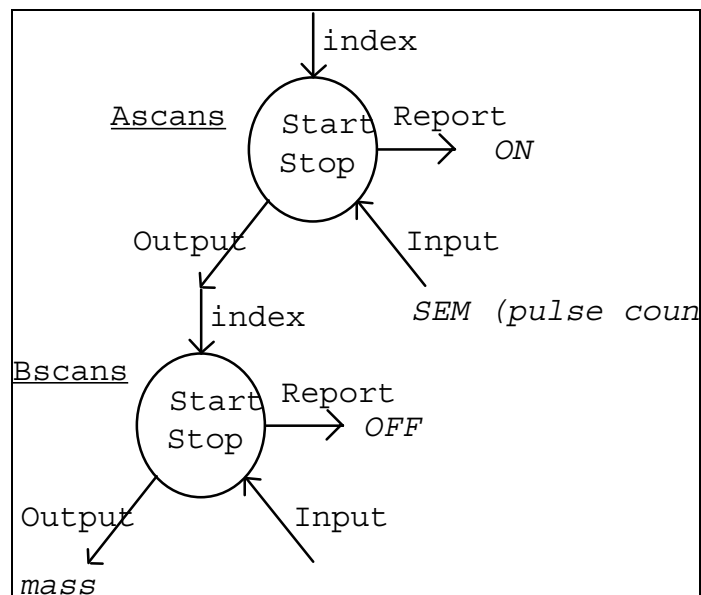 index
Ascans
Start
Stop
Report
ON
Output
Input
SEM (pulse coun
index
Bscans
Start
Stop
Report
OFF
Output
Input
mass